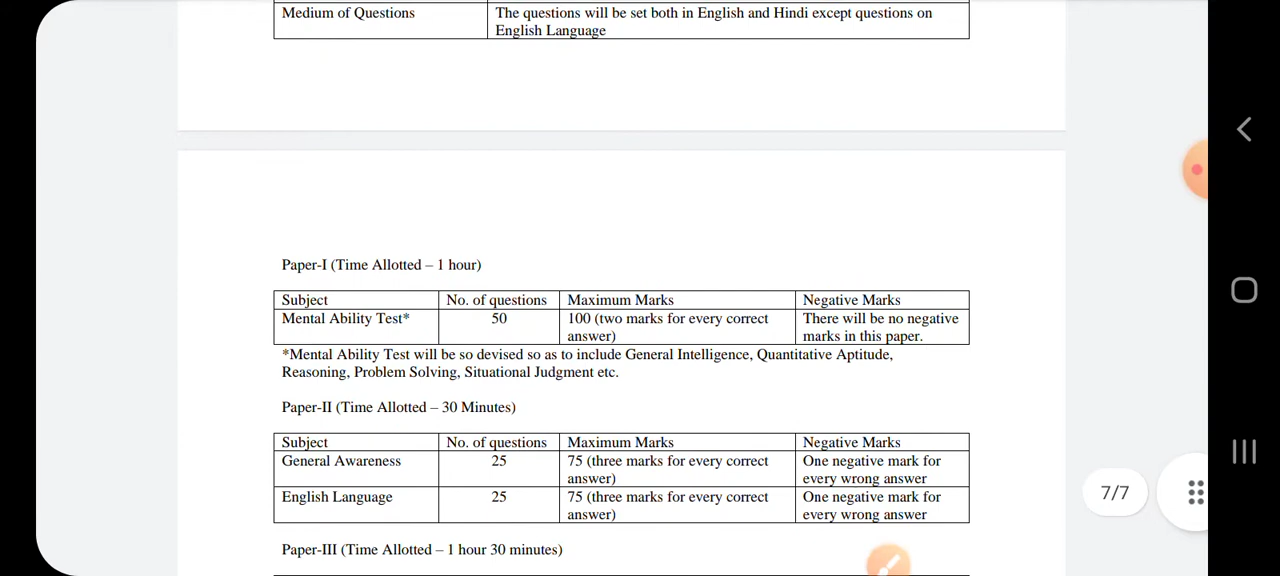 Medium of Questions The questions will be set both in English and Hindi except questions on
English Language
Paper-I (Time Allotted – 1 hour)
Subject No. of questions Maximum Marks Negative Marks
Mental Ability Test* 50 100 (two marks for every correct There will be no negative
answer) marks in this paper.
*Mental Ability Test will be so devised so as to include General Intelligence, Quantitative Aptitude,
Reasoning, Problem Solving, Situational Judgment etc.
Paper-II (Time Allotted – 30 Minutes)
Subject No. of questions Maximum Marks Negative Marks
General Awareness 25 75 (three marks for every correct One negative mark for
answer) every wrong answer
English Language 25 75 (three marks for every correct One negative mark for
answer) every wrong answer
7/7
Paper-III (Time Allotted – 1 hour 30 minutes)